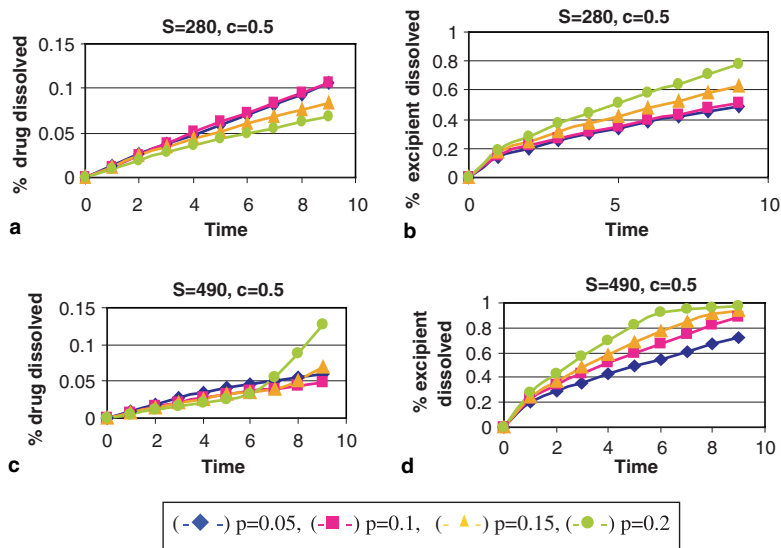 S=280, c=0.5
% drug dissolved
0.15
0.1
0.05
0
0 2 4 6 8 10
Time
a
S=280, c=0.5
% excipient dissolved
1
0.8
0.6
0.4
0.2
0
0 5 10
Time
b
S=490, c=0.5
% drug dissolved
0.15
0.1
0.05
0
0 2 4 6 8 10
Time
c
S=490, c=0.5
% excipient
dissolved
1
0.8
0.6
0.4
0.2
0
0 2 4 6 8 10
Time
d
(--) p=0.05, (--) p=0.1, (--) p=0.15, (--) p=0.2